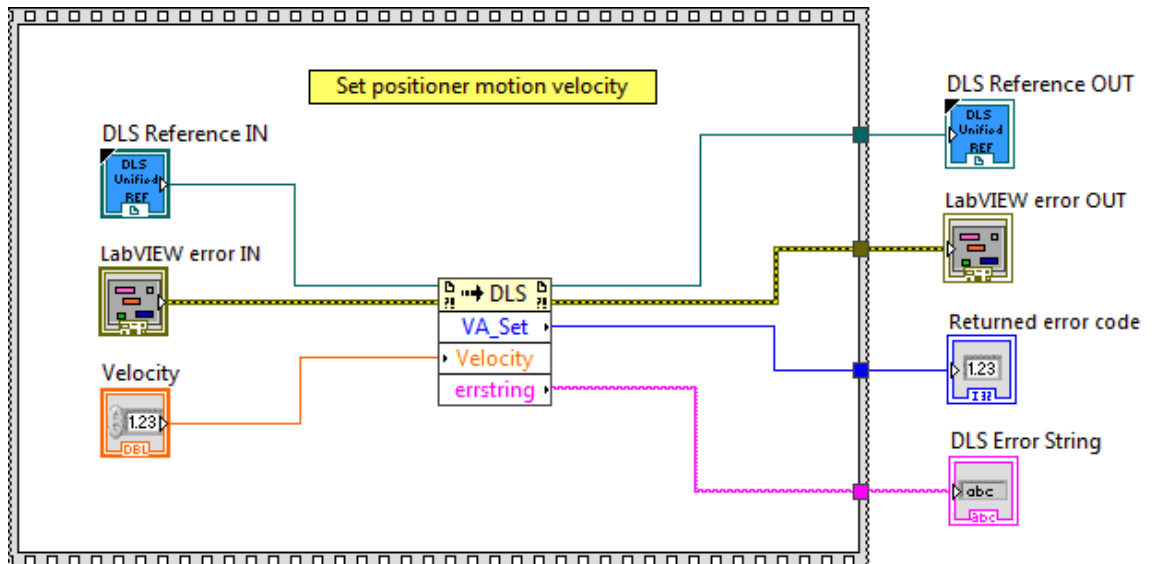 Set positioner motion velocity
DLS Reference OUT
DLS
Unified
REF
DLS Reference IN
DLS
Unified
REF
LabVIEW error OUT
LabVIEW error IN
?! DLS ?!
VA_Set
Velocity
errstring
Returned error code
1.23
I32
Velocity
1.23
DBL
DLS Error String
abc
abc